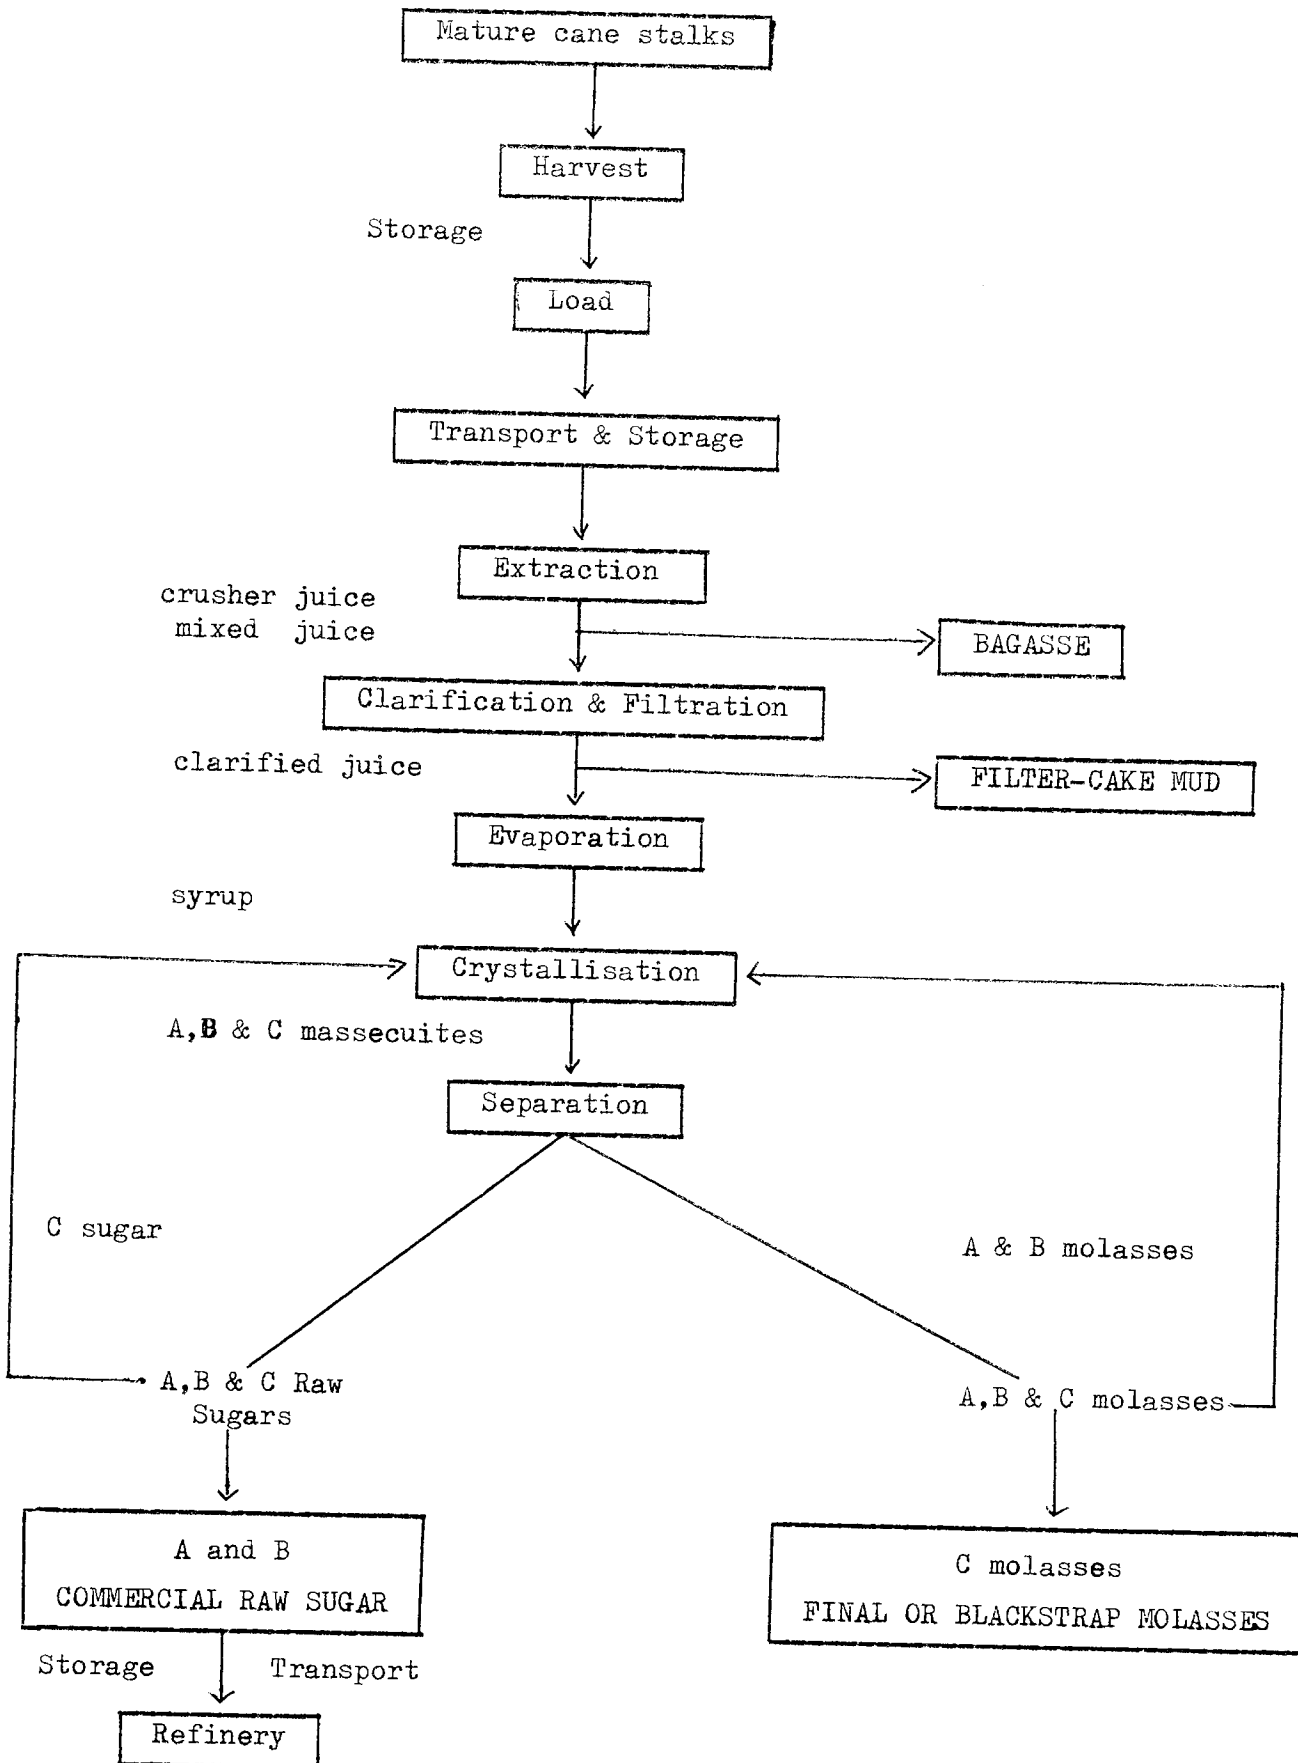 Mature cane stalks
Harvest
Storage
Load
Transport & Storage
Extraction
crusher juice
mixed juice
BAGASSE
Clarification & Filtration
clarified juice
FILTER-CAKE MUD
Evaporation
syrup
Crystallisation
A,B & C massecuites
Separation
C sugar
A & B molasses
A,B & C Raw
Sugars
A,B & C molasses
A and B
COMMERCIAL RAW SUGAR
C molasses
FINAL OR BLACKSTRAP MOLASSES
Storage
Transport
Refinery